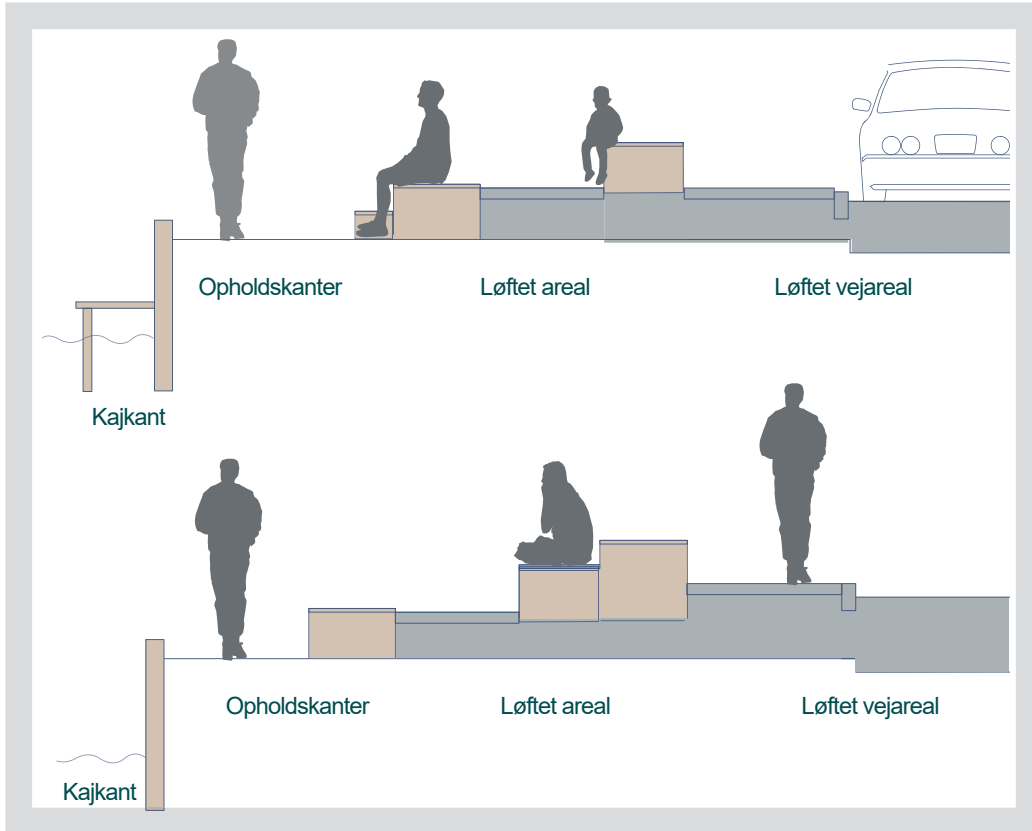 Opholdskanter
Løftet areal
Løftet vejareal
Kajkant
Opholdskanter
Løftet areal
Løftet vejareal
Kajkant